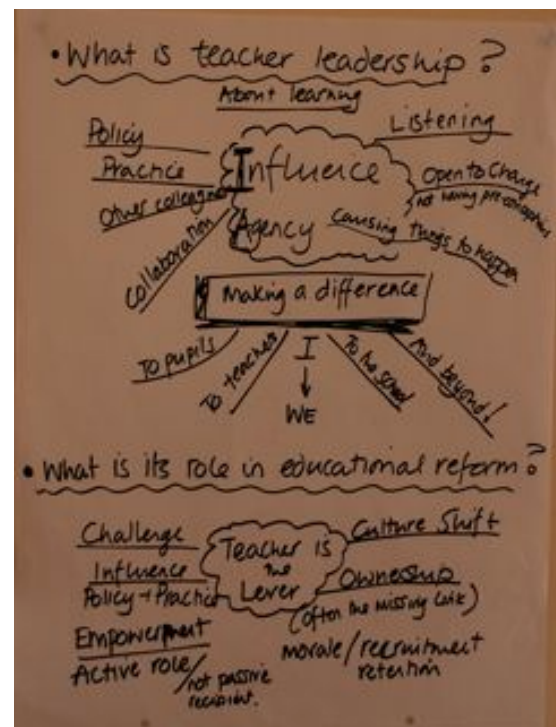 • What is teacher leadership?
About learning
Policy
Practice
Other colleagues
Collaboration
Influence
Agency
Listening
Open to Change
not having preconceptions
Causing things to happen
Making a difference
To pupils
To teachers
I
WE
To the school
And beyond!
• What is its role in educational reform?
Challenge
Influence
Policy + Practice
Empowerment
Active role/not passive
recipient.
Teacher is
the
Lever
Culture Shift
Ownership
(often the missing link)
morale/recruitment
retention